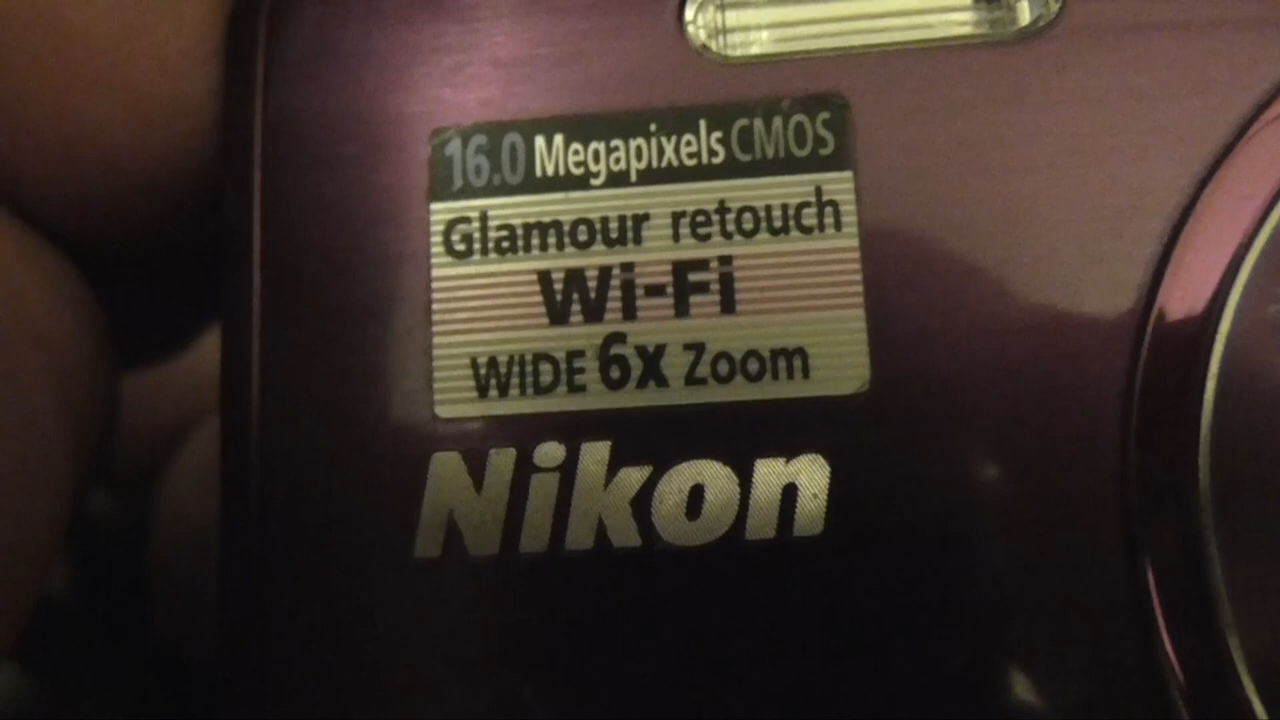 16.0 Megapixels CMOS
Glamour retouch
Wi-Fi
WIDE 6x Zoom
Nikon